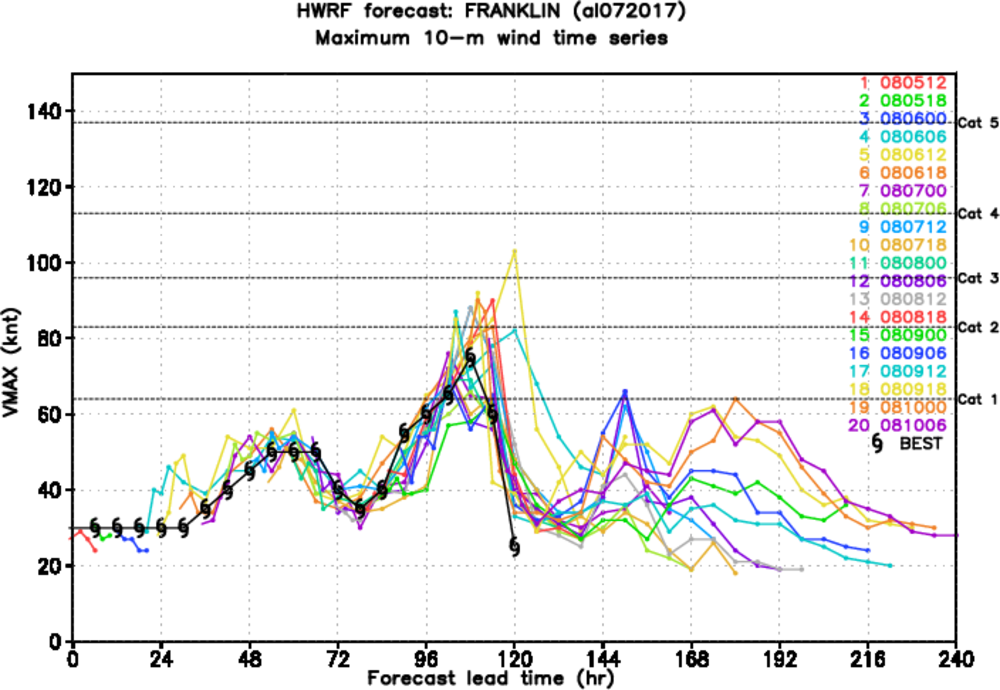 HWRF forecast: FRANKLIN (al072017)
Maximum 10-m wind time series
VMAX (knt)
140
120
100
80
60
40
20
0
0 24 48 72 96 120 144 168 192 216 240
Forecast lead time (hr)
Cat 5
Cat 4
Cat 3
Cat 2
Cat 1
1 080512
2 080518
3 080600
4 080606
5 080612
6 080618
7 080700
8 080706
9 080712
10 080718
11 080800
12 080806
13 080812
14 080818
15 080900
16 080906
17 080912
18 080918
19 081000
20 081006
BEST